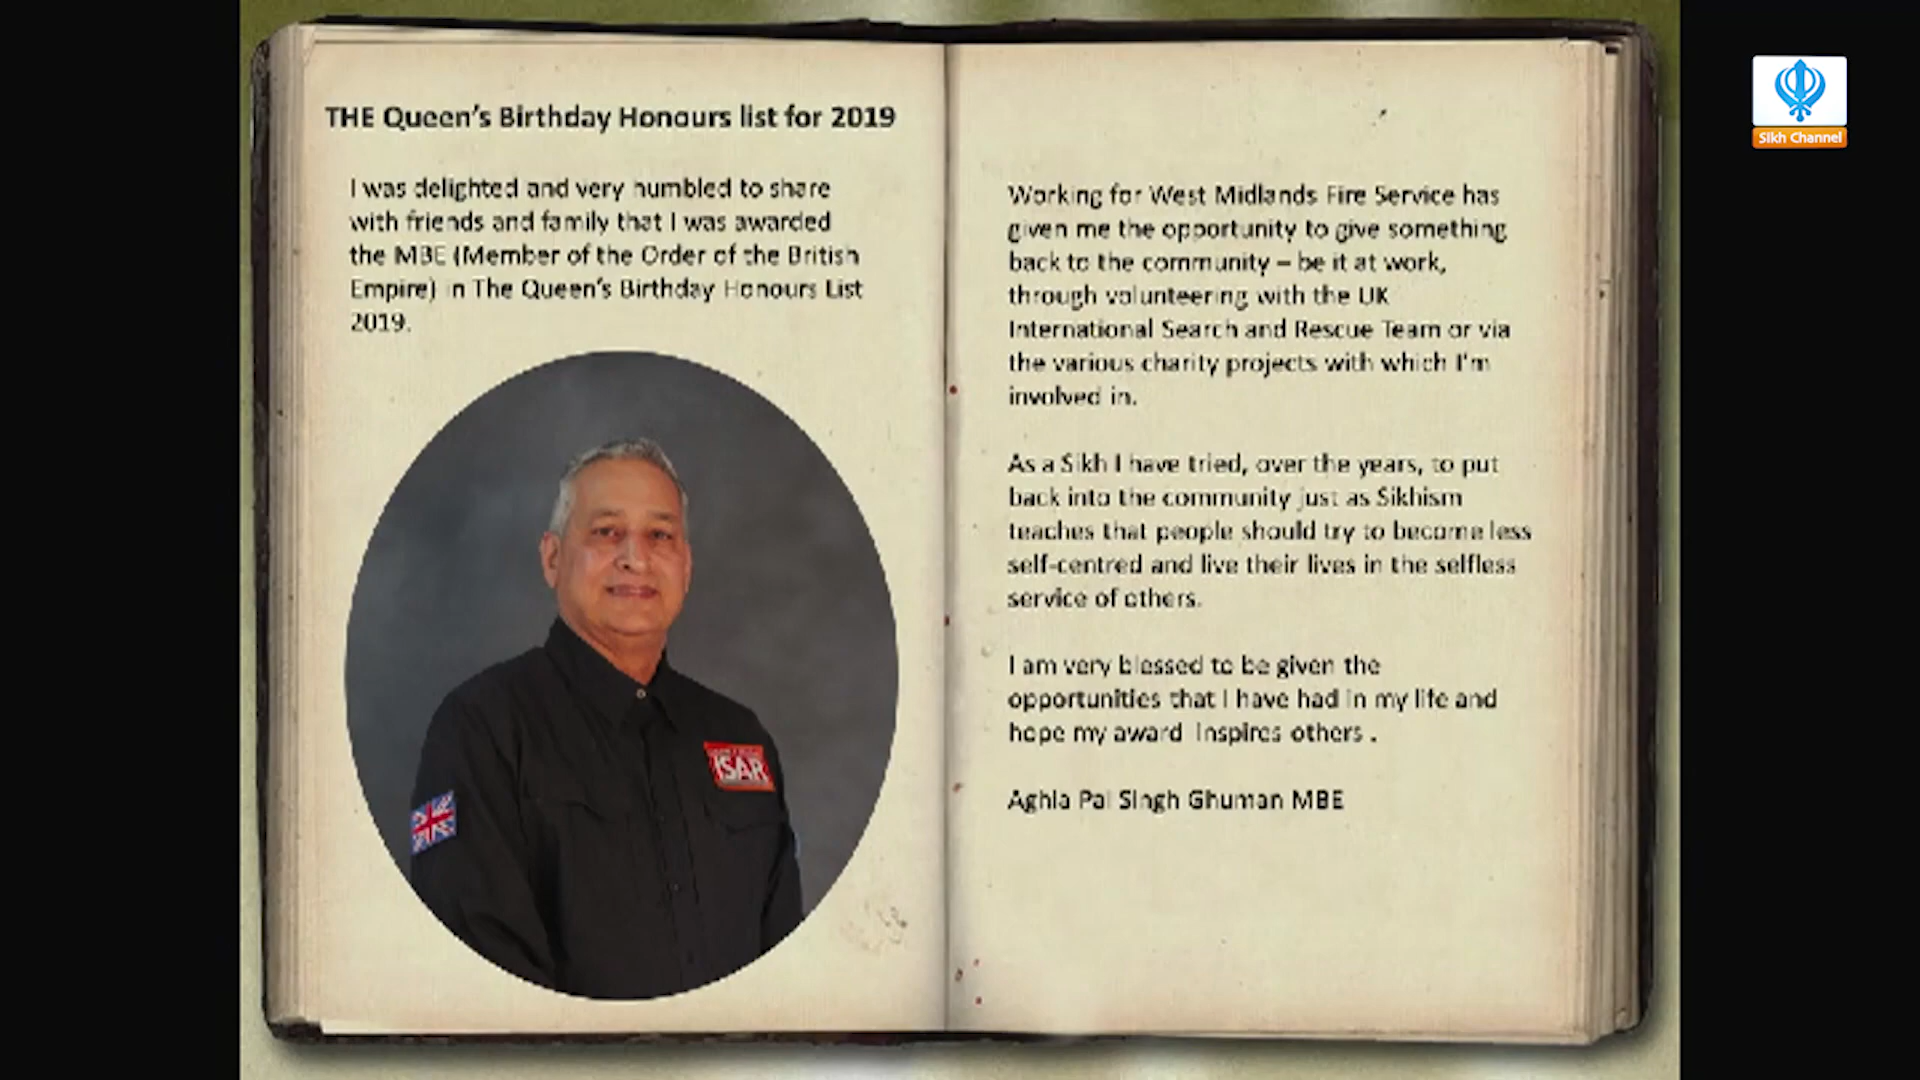 THE Queen's Birthday Honours list for 2019
I was delighted and very humbled to share
with friends and family that I was awarded
the MBE (Member of the Order of the British
Empire) in The Queen's Birthday Honours List
2019.
ISAR
Working for West Midlands Fire Service has
given me the opportunity to give something
back to the community – be it at work,
through volunteering with the UK
International Search and Rescue Team or via
the various charity projects with which I'm
involved in.
As a Sikh I have tried, over the years, to put
back into the community just as Sikhism
teaches that people should try to become less
self-centred and live their lives in the selfless
service of others.
I am very blessed to be given the
opportunities that I have had in my life and
hope my award inspires others .
Aghia Pal Singh Ghuman MBE
Sikh Channel